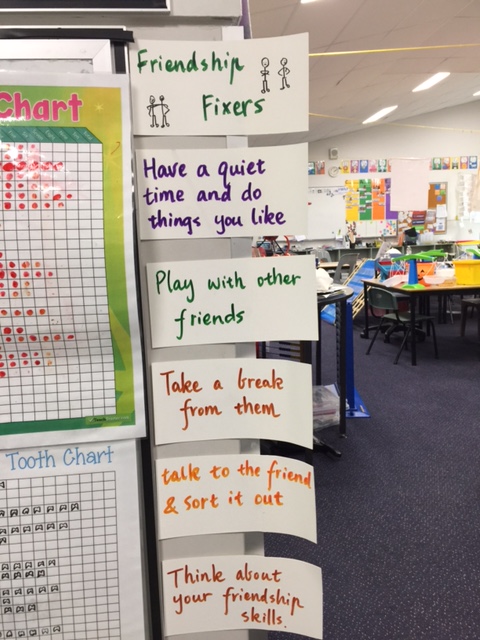 Friendship
Fixers
Have a quiet
time and do
things you like
Play with other
friends
Take a break
from them
talk to the friend
& sort it out
Think about
your friendship
skills.
Chart
Tooth Chart